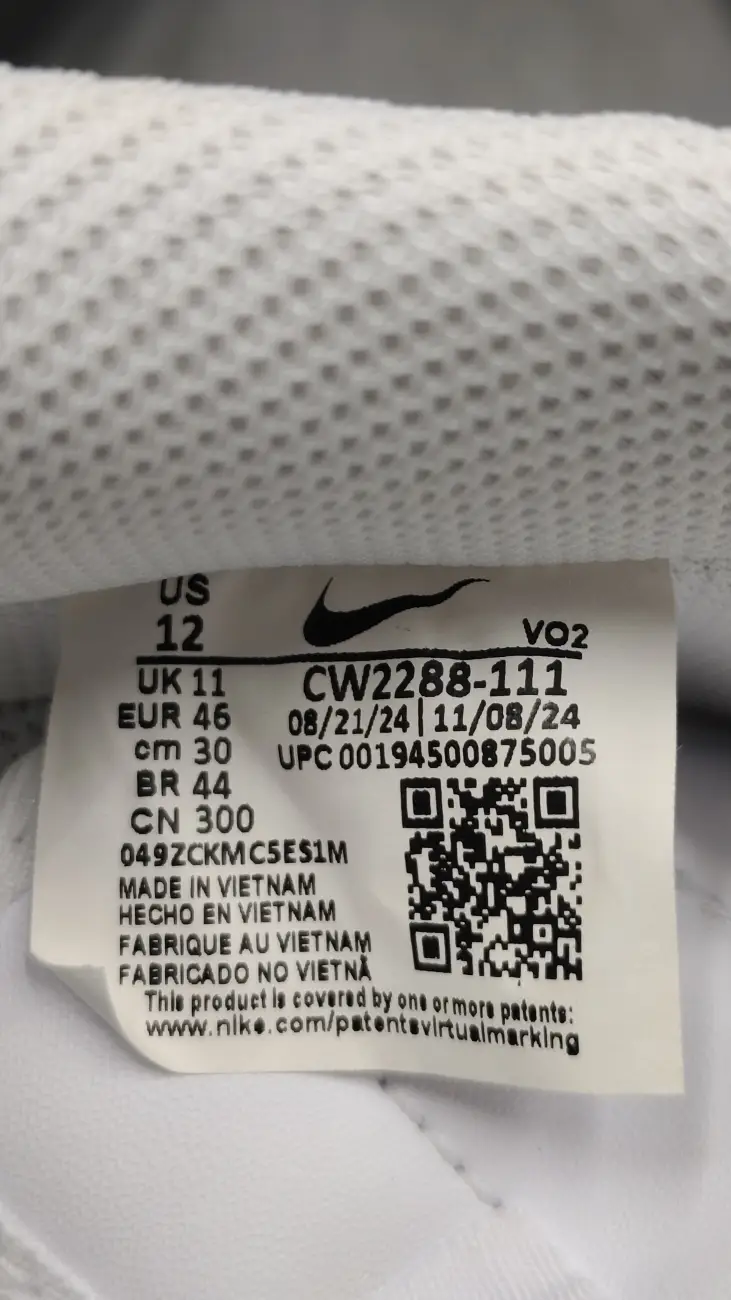 US
12
VO2
UK 11
CW2288-111
EUR 46
08/21/24 | 11/08/24
cm 30
UPC 00194500875005
BR 44
CN 300
049ZCKMC5ES1M
MADE IN VIETNAM
HECHO EN VIETNAM
FABRIQUE AU VIETNAM
FABRICADO NO VIETNÃ
This product is covered by one or more patents:
www.nike.com/patentsvirtualmarking